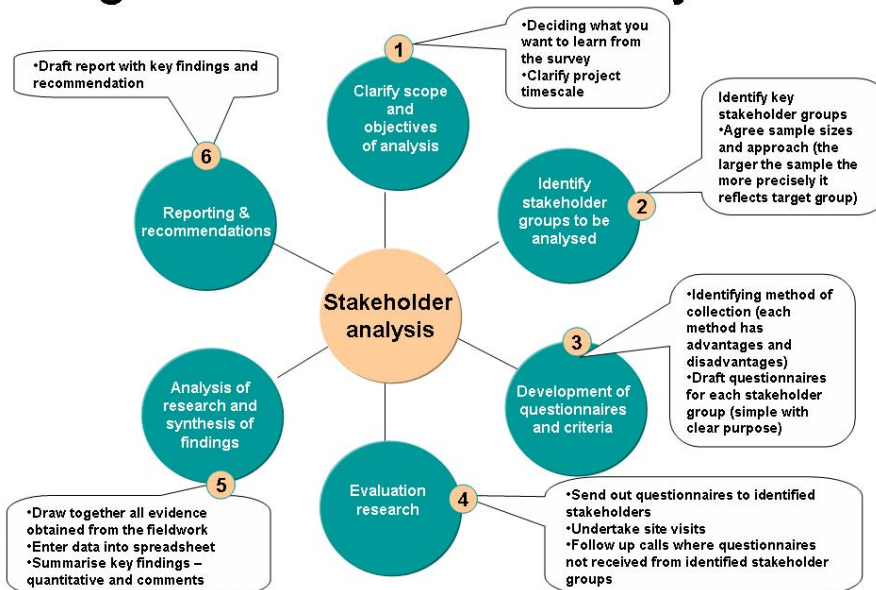 1
•Deciding what you
want to learn from
the survey
•Clarify project
timescale
Clarify scope
and
objectives
of analysis
Identify key
stakeholder groups
•Agree sample sizes
and approach (the
larger the sample the
more precisely it
reflects target group)
2
Identify
stakeholder
groups to be
analysed
3
•Identifying method of
collection (each
method has
advantages and
disadvantages)
•Draft questionnaires
for each stakeholder
group (simple with
clear purpose)
Development of
questionnaires
and criteria
4
Evaluation
research
•Send out questionnaires to identified
stakeholders
•Undertake site visits
•Follow up calls where questionnaires
not received from identified stakeholder
groups
Analysis of
research and
synthesis of
findings
5
•Draw together all evidence
obtained from the fieldwork
•Enter data into spreadsheet
•Summarise key findings –
quantitative and comments
•Draft report with key findings and
recommendation
6
Reporting &
recommendations
Stakeholder
analysis